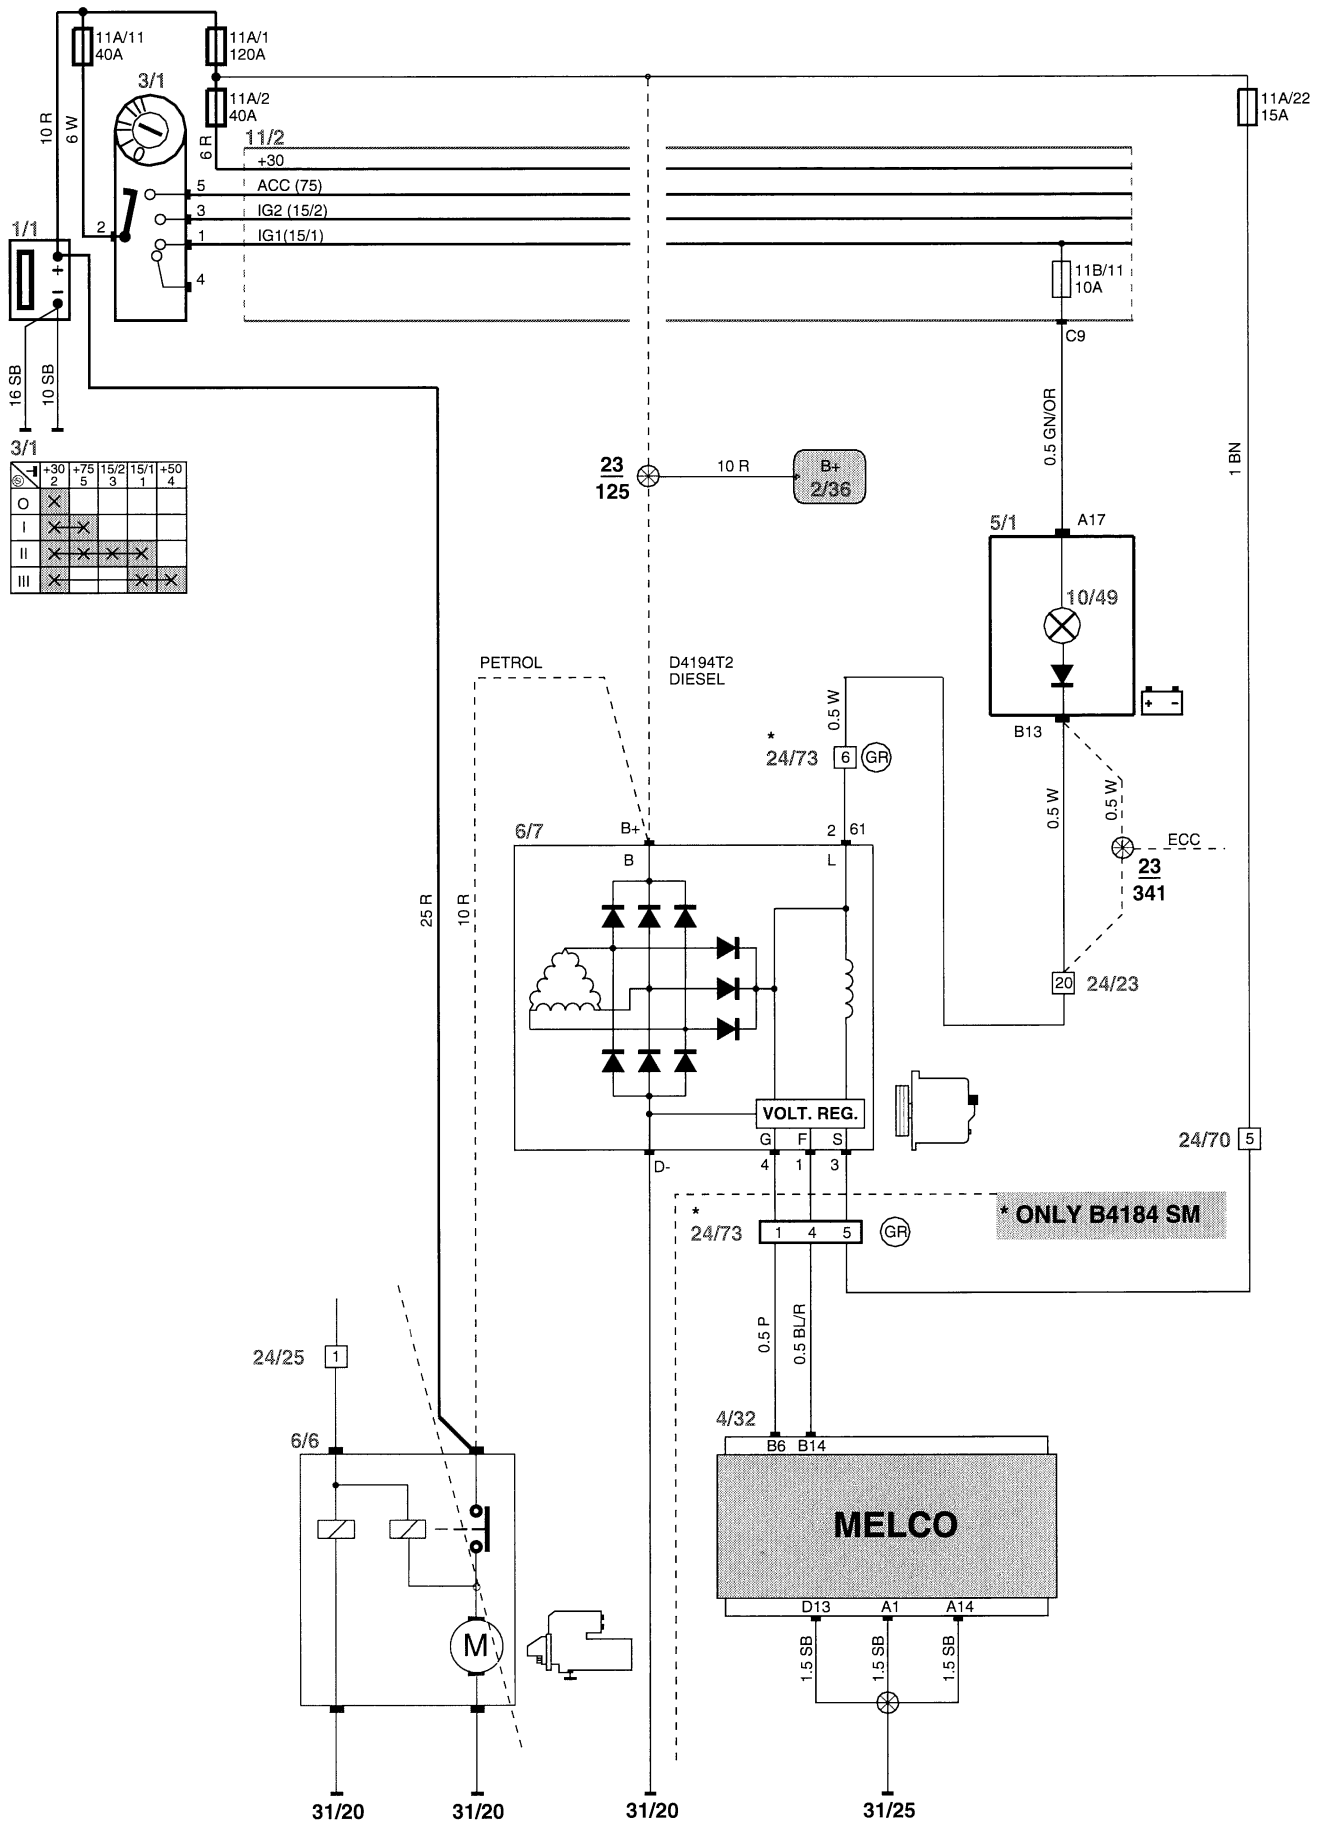 11A/11
40A
11A/1
120A
3/1
11A/2
40A
11A/22
15A
10 R
6 W
6 R
0
11/2
+30
5 ACC (75)
3 IG2 (15/2)
2
1 IG1(15/1)
4
1/1
+
−
11B/11
10A
C9
16 SB
10 SB
0.5 GN/OR
1 BN
3/1
+30 +75 15/2 15/1 +50
2 5 3 1 4
O
I
II
III
23
125
10 R
B+
2/36
5/1
A17
10/49
B13
+ −
PETROL
D4194T2
DIESEL
0.5 W
*
24/73 6 GR
0.5 W
0.5 W
ECC
23
341
6/7
B+
2 61
B
L
25 R
10 R
20 24/23
VOLT. REG.
G F S
D-
4 1 3
24/70 5
* ONLY B4184 SM
*
24/73 1 4 5 GR
0.5 P
0.5 BL/R
24/25 1
6/6
4/32
B6 B14
MELCO
M
D13 A1 A14
1.5 SB
1.5 SB
1.5 SB
31/20
31/20
31/20
31/25